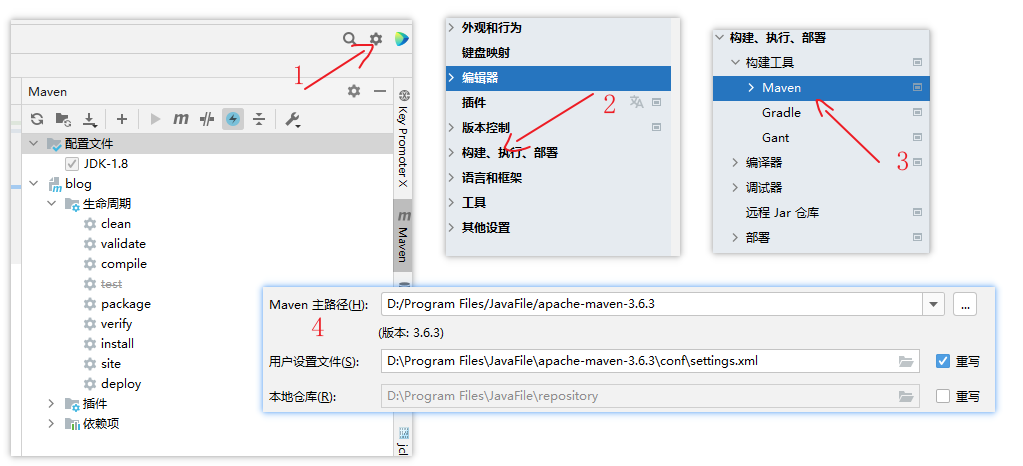 1
Maven
配置文件
JDK-1.8
blog
生命周期
clean
validate
compile
test
package
verify
install
site
deploy
插件
依赖项
Key Promoter X
Maven
jcl
外观和行为
键盘映射
编辑器
插件
2
版本控制
构建、执行、部署
语言和框架
工具
其他设置
构建、执行、部署
构建工具
Maven
Gradle
Gant
3
编译器
调试器
远程 Jar 仓库
部署
Maven 主路径(H):
D:/Program Files/JavaFile/apache-maven-3.6.3
...
4
(版本: 3.6.3)
用户设置文件(S):
D:\Program Files\JavaFile\apache-maven-3.6.3\conf\settings.xml
重写
本地仓库(R):
D:\Program Files\JavaFile\repository
重写